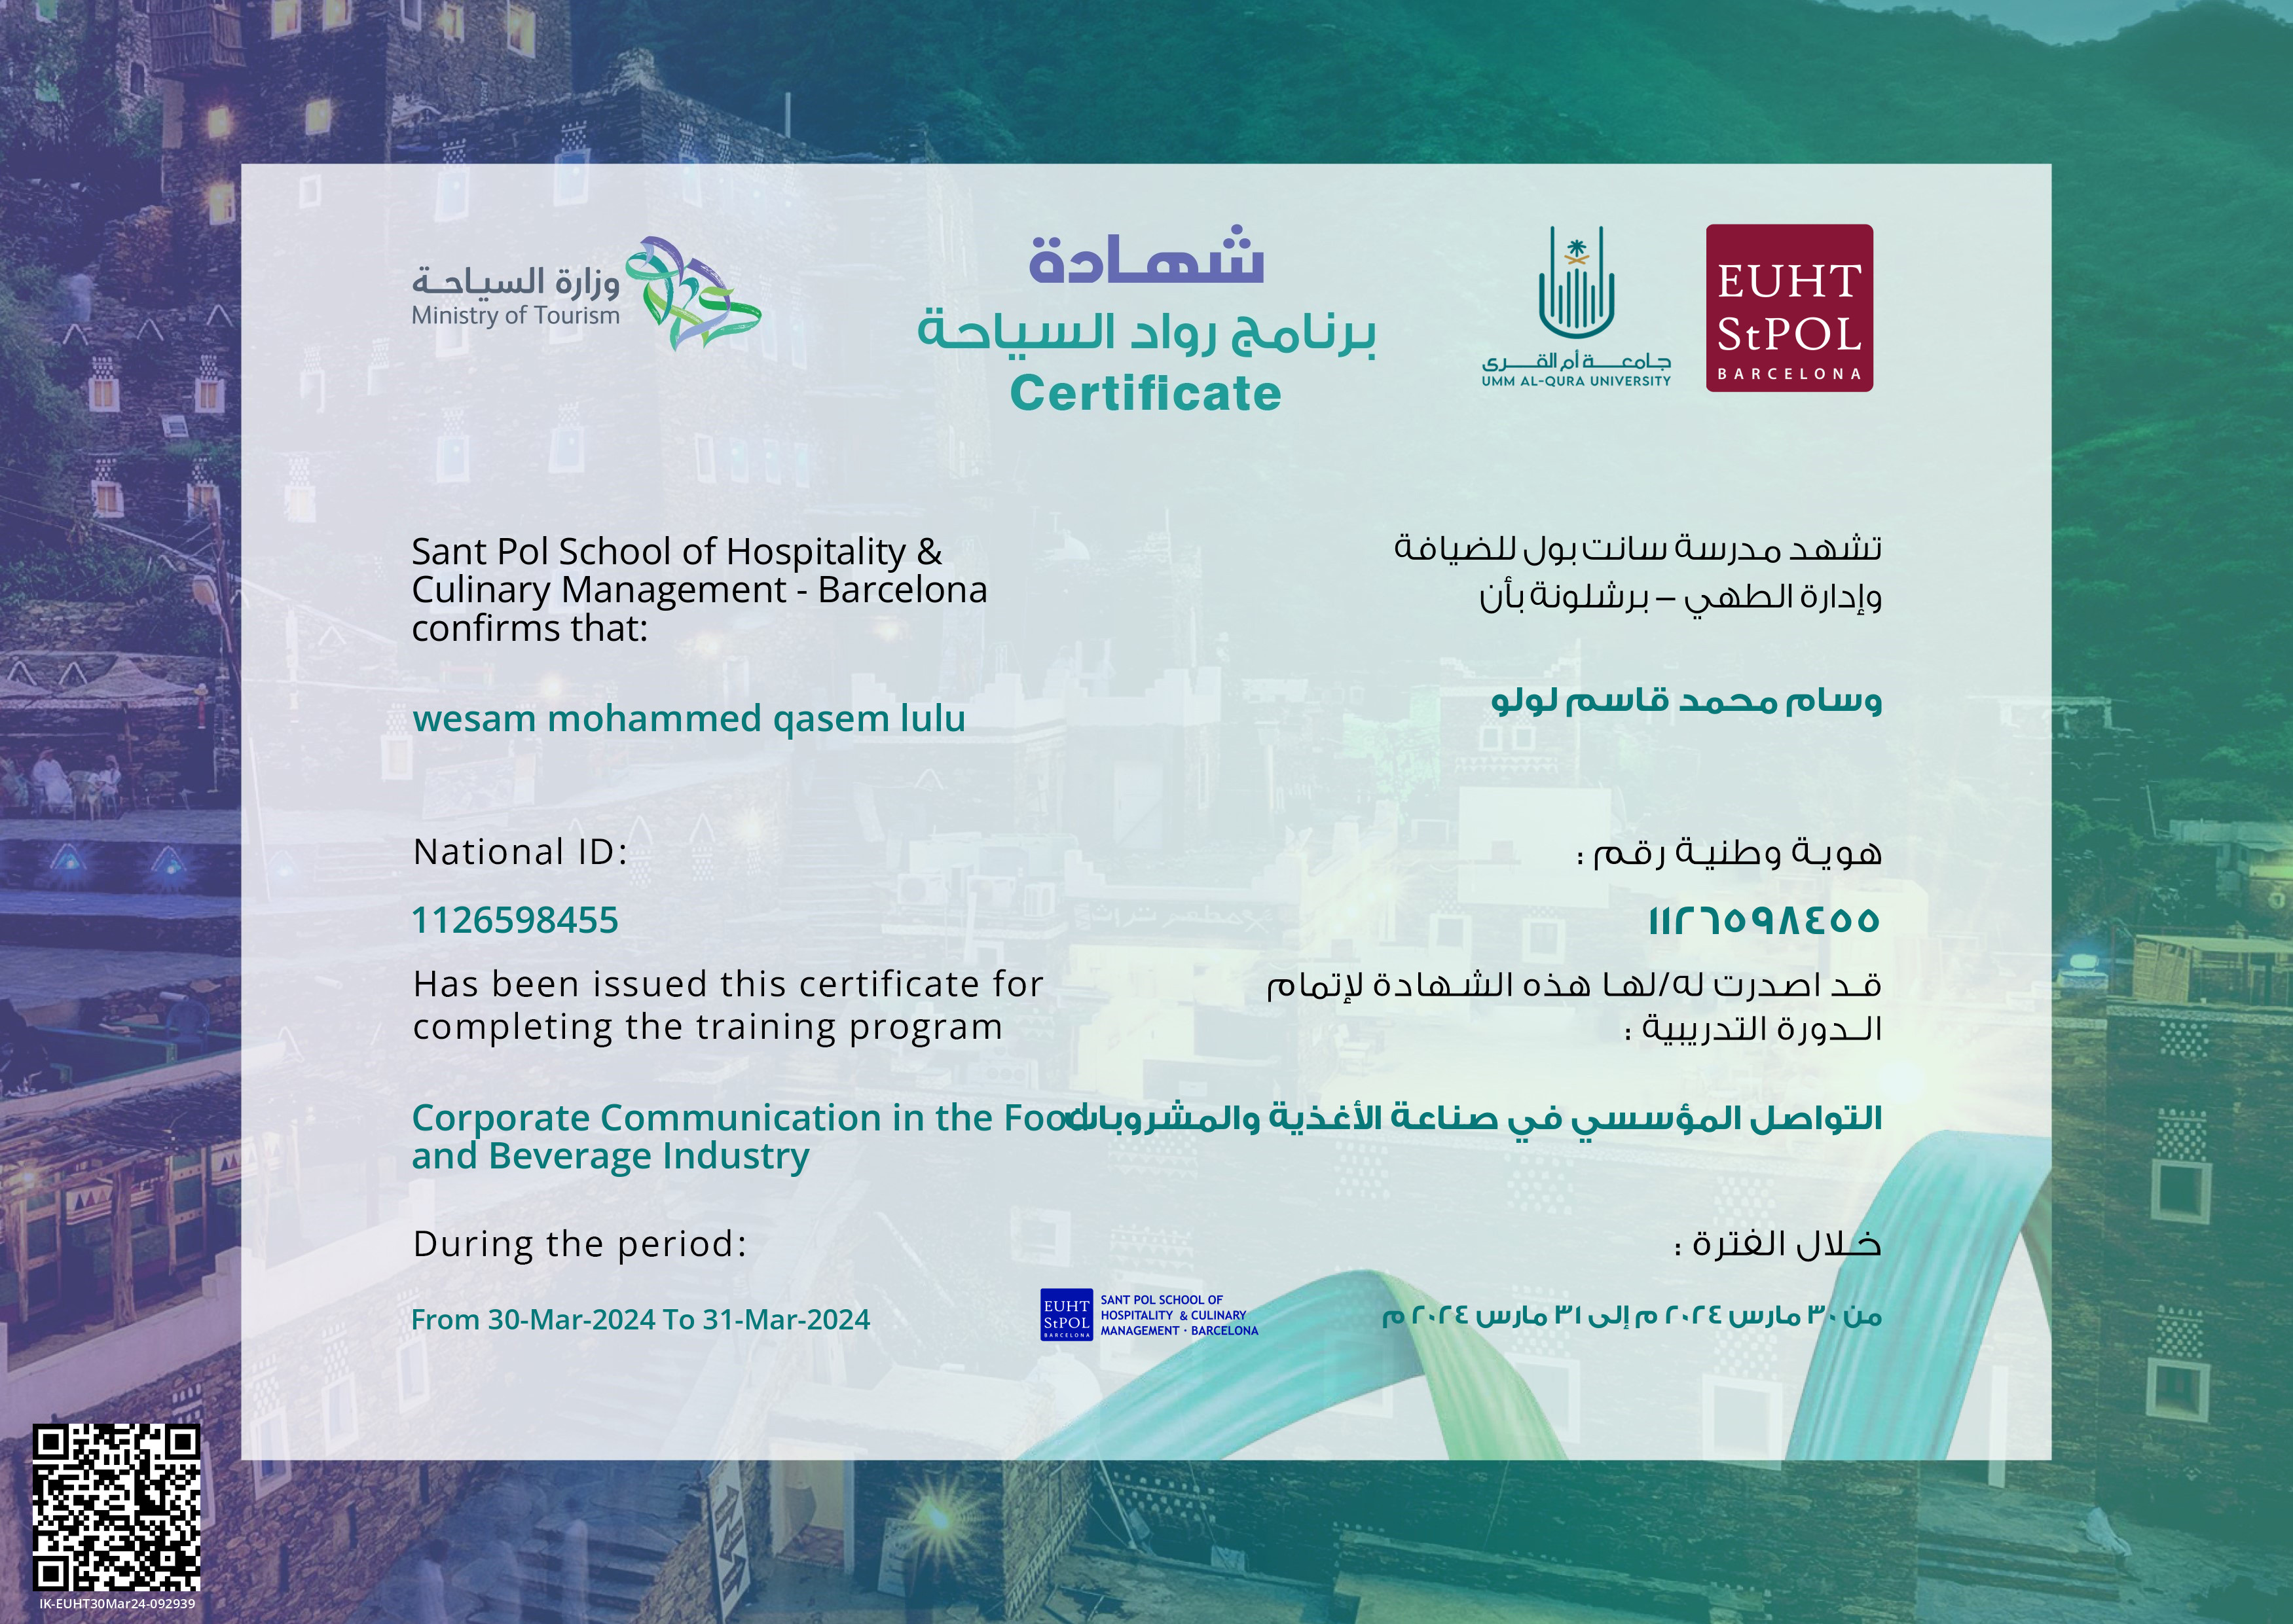 وزارة السياحة
Ministry of Tourism
شهادة
برنامج رواد السياحة
Certificate
جامعة أم القرى
UMM AL-QURA UNIVERSITY
EUHT
StPOL
BARCELONA
Sant Pol School of Hospitality &
Culinary Management - Barcelona
confirms that:
تشهد مدرسة سانت بول للضيافة
وإدارة الطهي – برشلونة بأن
wesam mohammed qasem lulu
وسام محمد قاسم لولو
National ID:
هوية وطنية رقم :
1126598455
١١٢٦٥٩٨٤٥٥
Has been issued this certificate for
completing the training program
قد اصدرت له/لها هذه الشهادة لإتمام
الدورة التدريبية :
Corporate Communication in the Food
and Beverage Industry
التواصل المؤسسي في صناعة الأغذية والمشروبات
During the period:
خلال الفترة :
From 30-Mar-2024 To 31-Mar-2024
EUHT
StPOL
BARCELONA
SANT POL SCHOOL OF
HOSPITALITY & CULINARY
MANAGEMENT · BARCELONA
من ٣٠ مارس ٢٠٢٤ م إلى ٣١ مارس ٢٠٢٤ م
IK-EUHT30Mar24-092939